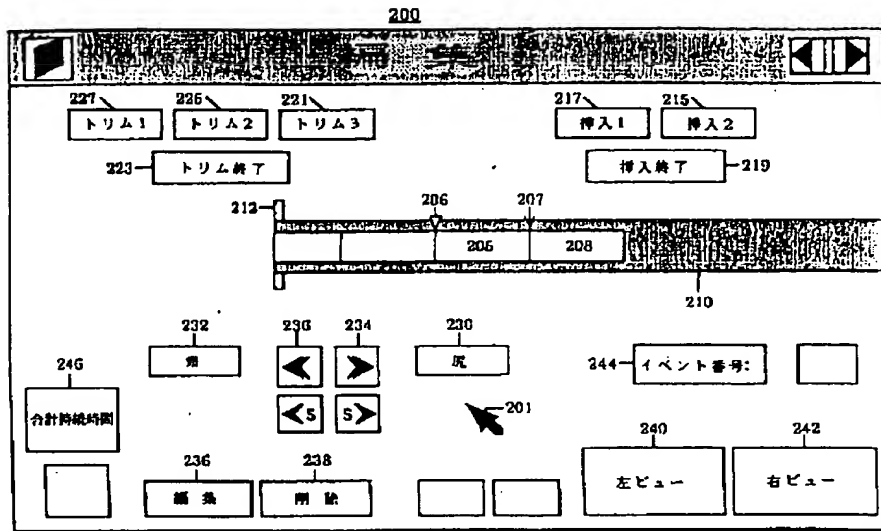 200
編集
227 225 221 217 215
トリム1 トリム2 トリム3 挿入1 挿入2
223 トリム終了 挿入終了 219
212 206 207
205 208
210
232 230 234 230
尻
246 244 イベント番号:
合計持続時間 S S 201
236 238 240 242
編集 削除 左ビュー 右ビュー